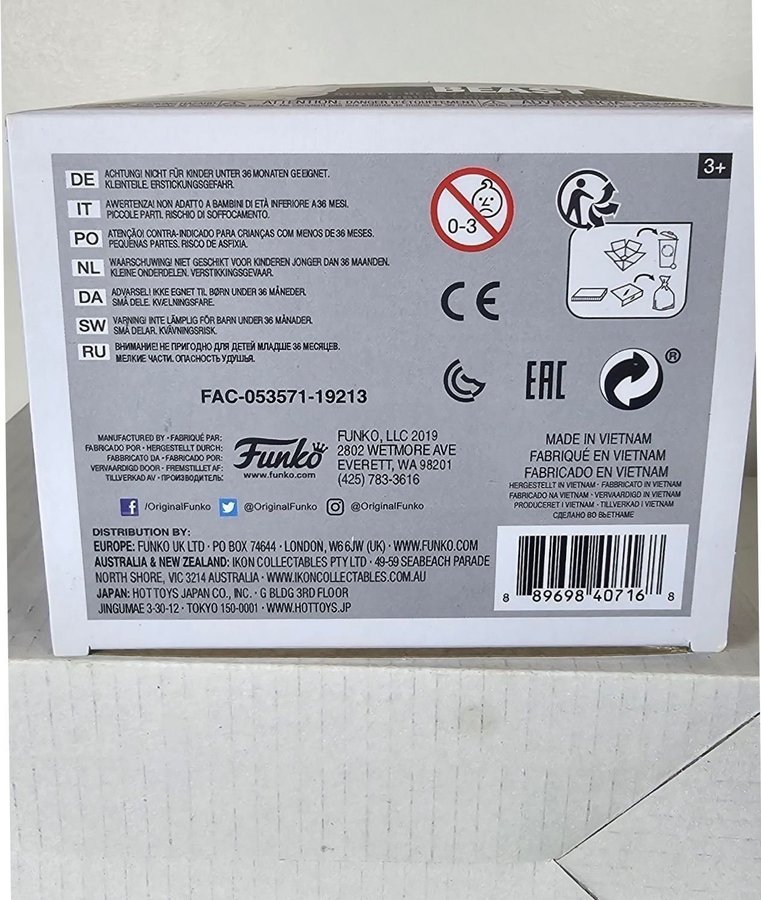 BEAST
ATTENTION: DANGER D'ÉTOUFFEMENT
ADVERTENCIA:
3+
DE ACHTUNG! NICHT FÜR KINDER UNTER 36 MONATEN GEEIGNET.
KLEINTEILE. ERSTICKUNGSGEFAHR.
IT AVVERTENZA! NON ADATTO A BAMBINI DI ETÀ INFERIORE A 36 MESI.
PICCOLE PARTI. RISCHIO DI SOFFOCAMENTO.
PO ATENÇÃO! CONTRA-INDICADO PARA CRIANÇAS COM MENOS DE 36 MESES.
PEQUENAS PARTES. RISCO DE ASFIXIA.
NL WAARSCHUWING! NIET GESCHIKT VOOR KINDEREN JONGER DAN 36 MAANDEN.
KLEINE ONDERDELEN. VERSTIKKINGSGEVAAR.
DA ADVARSEL! IKKE EGNET TIL BØRN UNDER 36 MÅNEDER.
SMÅ DELE. KVÆLNINGSFARE.
SW VARNING! INTE LÄMPLIG FÖR BARN UNDER 36 MÅNADER.
SMÅ DELAR. KVÄVNINGSRISK.
RU ВНИМАНИЕ! НЕ ПРИГОДНО ДЛЯ ДЕТЕЙ МЛАДШЕ 36 МЕСЯЦЕВ.
МЕЛКИЕ ЧАСТИ. ОПАСНОСТЬ УДУШЬЯ.
0-3
CE
EAC
®
FAC-053571-19213
MANUFACTURED BY · FABRIQUÉ PAR:
FABRICADO POR · HERGESTELLT DURCH:
FABBRICATO DA · FABRICADO POR:
VERVAARDIGD DOOR · FREMSTILLET AF:
TILLVERKAD AV · ПРОИЗВОДИТЕЛЬ:
Funko
www.funko.com
FUNKO, LLC 2019
2802 WETMORE AVE
EVERETT, WA 98201
(425) 783-3616
MADE IN VIETNAM
FABRIQUÉ EN VIETNAM
FABRICADO EN VIETNAM
HERGESTELLT IN VIETNAM · FABBRICATO IN VIETNAM
FABRICADO NA VIETNAM · VERVAARDIGD IN VIETNAM
PRODUCERET I VIETNAM · TILLVERKAD I VIETNAM
СДЕЛАНО ВО ВЬЕТНАМЕ
/OriginalFunko @OriginalFunko @OriginalFunko
DISTRIBUTION BY:
EUROPE: FUNKO UK LTD · PO BOX 74644 · LONDON, W6 6JW (UK) · WWW.FUNKO.COM
AUSTRALIA & NEW ZEALAND: IKON COLLECTABLES PTY LTD · 49-59 SEABEACH PARADE
NORTH SHORE, VIC 3214 AUSTRALIA · WWW.IKONCOLLECTABLES.COM.AU
JAPAN: HOT TOYS JAPAN CO., INC. · G BLDG 3RD FLOOR
JINGUMAE 3-30-12 · TOKYO 150-0001 · WWW.HOTTOYS.JP
8 89698 40716 8